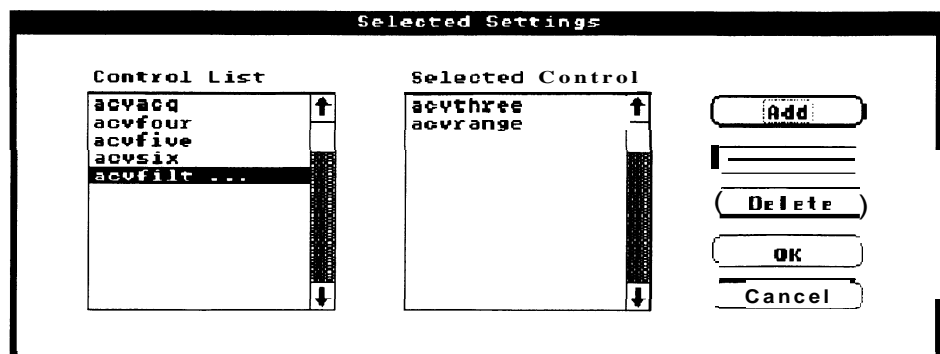 Selected Settings
Control List
acvacq
acvfour
acvfive
acvsix
acvfilt ...
Selected Control
acvthree
acvrange
Add
Delete
OK
Cancel